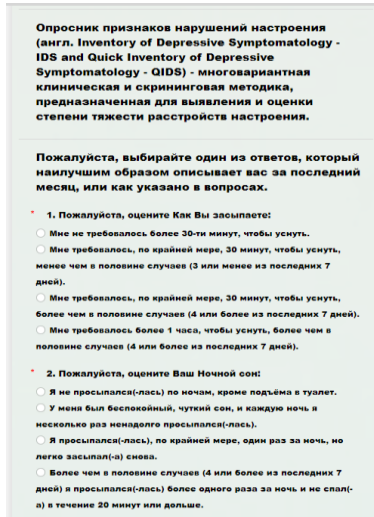 Опросник признаков нарушений настроения
(англ. Inventory of Depressive Symptomatology -
IDS and Quick Inventory of Depressive
Symptomatology - QIDS) - многовариантная
клиническая и скрининговая методика,
предназначенная для выявления и оценки
степени тяжести расстройств настроения.
Пожалуйста, выбирайте один из ответов, который
наилучшим образом описывает вас за последний
месяц, или как указано в вопросах.
* 1. Пожалуйста, оцените Как Вы засыпаете:
Мне не требовалось более 30-ти минут, чтобы уснуть.
Мне требовалось, по крайней мере, 30 минут, чтобы уснуть,
менее чем в половине случаев (3 или менее из последних 7
дней).
Мне требовалось, по крайней мере, 30 минут, чтобы уснуть,
более чем в половине случаев (4 или более из последних 7 дней).
Мне требовалось более 1 часа, чтобы уснуть, более чем в
половине случаев (4 или более из последних 7 дней).
* 2. Пожалуйста, оцените Ваш Ночной сон:
Я не просыпался(-лась) по ночам, кроме подъёма в туалет.
У меня был беспокойный, чуткий сон, и каждую ночь я
несколько раз ненадолго просыпался(-лась).
Я просыпался(-лась), по крайней мере, один раз за ночь, но
легко засыпал(-а) снова.
Более чем в половине случаев (4 или более из последних 7
дней) я просыпался(-лась) более одного раза за ночь и не спал(-
а) в течение 20 минут или дольше.